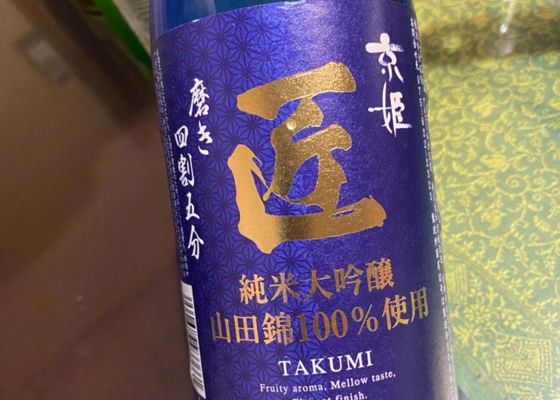 京姫
匠
磨き四割五分
純米大吟醸
山田錦100%使用
TAKUMI
Fruity aroma, Mellow taste,
finish.